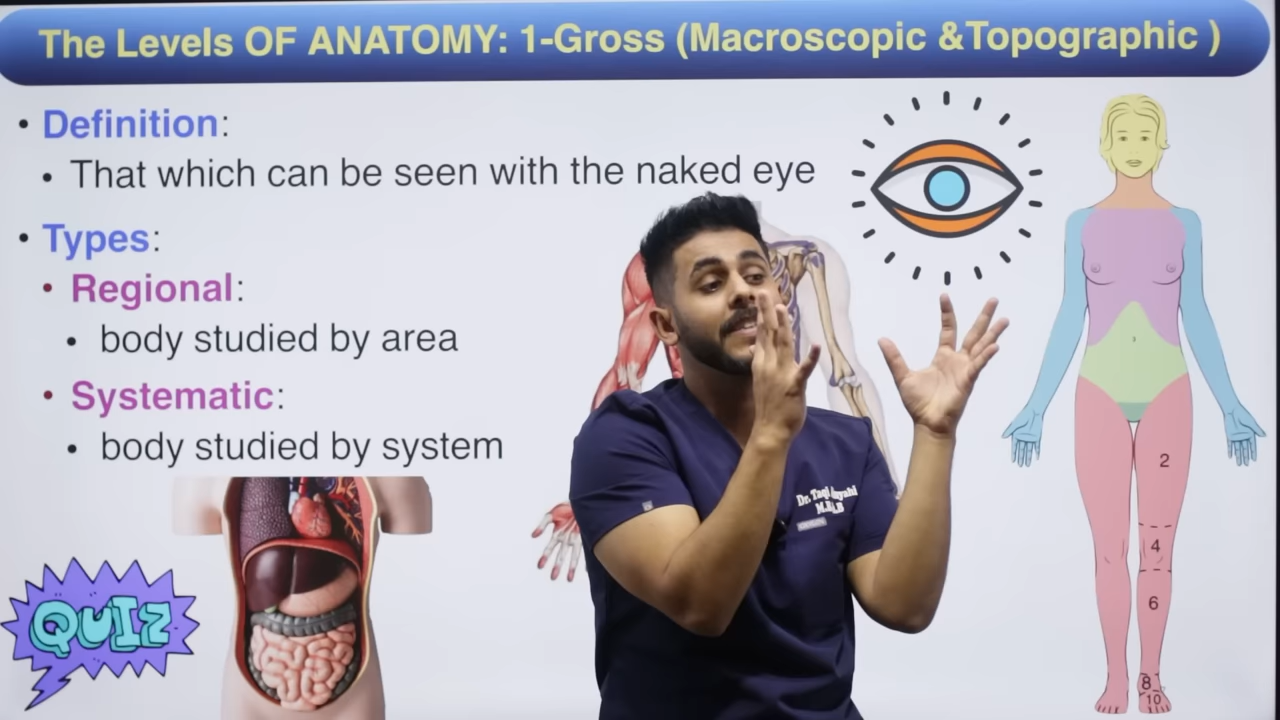 The Levels OF ANATOMY: 1-Gross (Macroscopic &Topographic )
• Definition:
• That which can be seen with the naked eye
• Types:
• Regional:
• body studied by area
• Systematic:
• body studied by system
QUIZ
Dr.
2
4
6
8
10